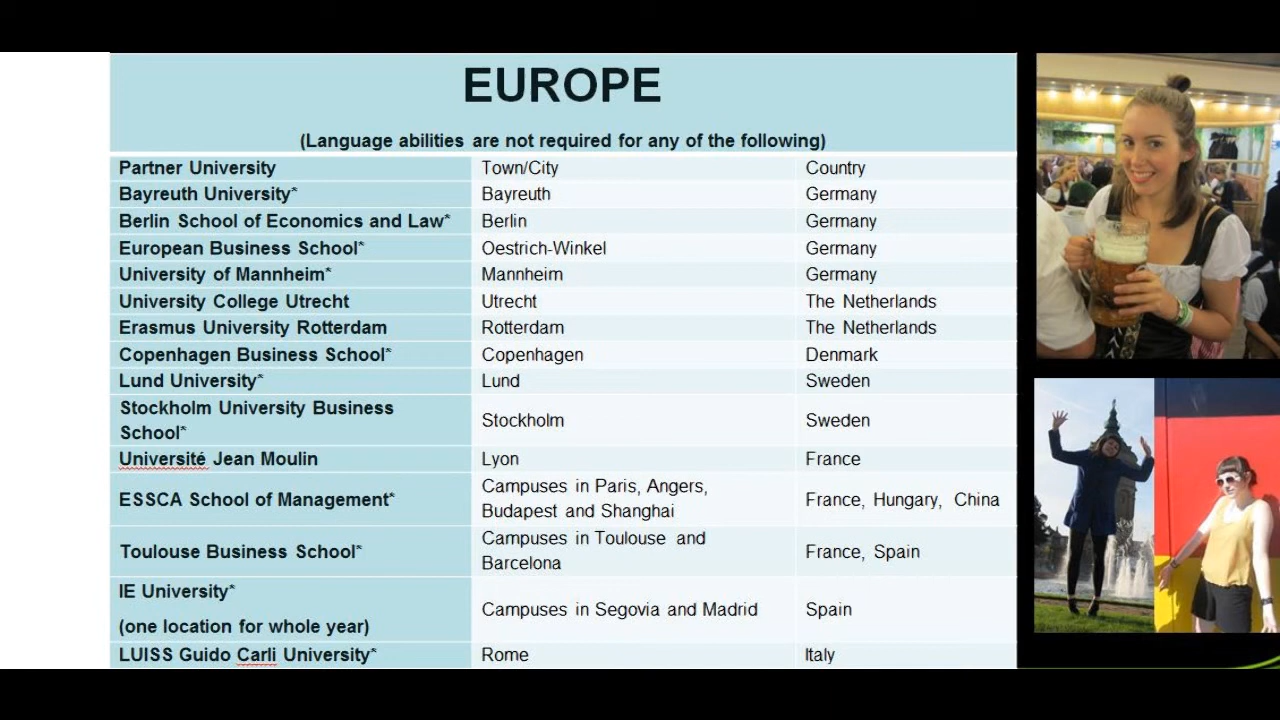 EUROPE
(Language abilities are not required for any of the following)
Partner University Town/City Country
Bayreuth University* Bayreuth Germany
Berlin School of Economics and Law* Berlin Germany
European Business School* Oestrich-Winkel Germany
University of Mannheim* Mannheim Germany
University College Utrecht Utrecht The Netherlands
Erasmus University Rotterdam Rotterdam The Netherlands
Copenhagen Business School* Copenhagen Denmark
Lund University* Lund Sweden
Stockholm University Business
School*
Stockholm Sweden
Université Jean Moulin Lyon France
ESSCA School of Management*
Campuses in Paris, Angers,
Budapest and Shanghai
France, Hungary, China
Toulouse Business School*
Campuses in Toulouse and
Barcelona
France, Spain
IE University*
(one location for whole year)
Campuses in Segovia and Madrid Spain
LUISS Guido Carli University* Rome Italy